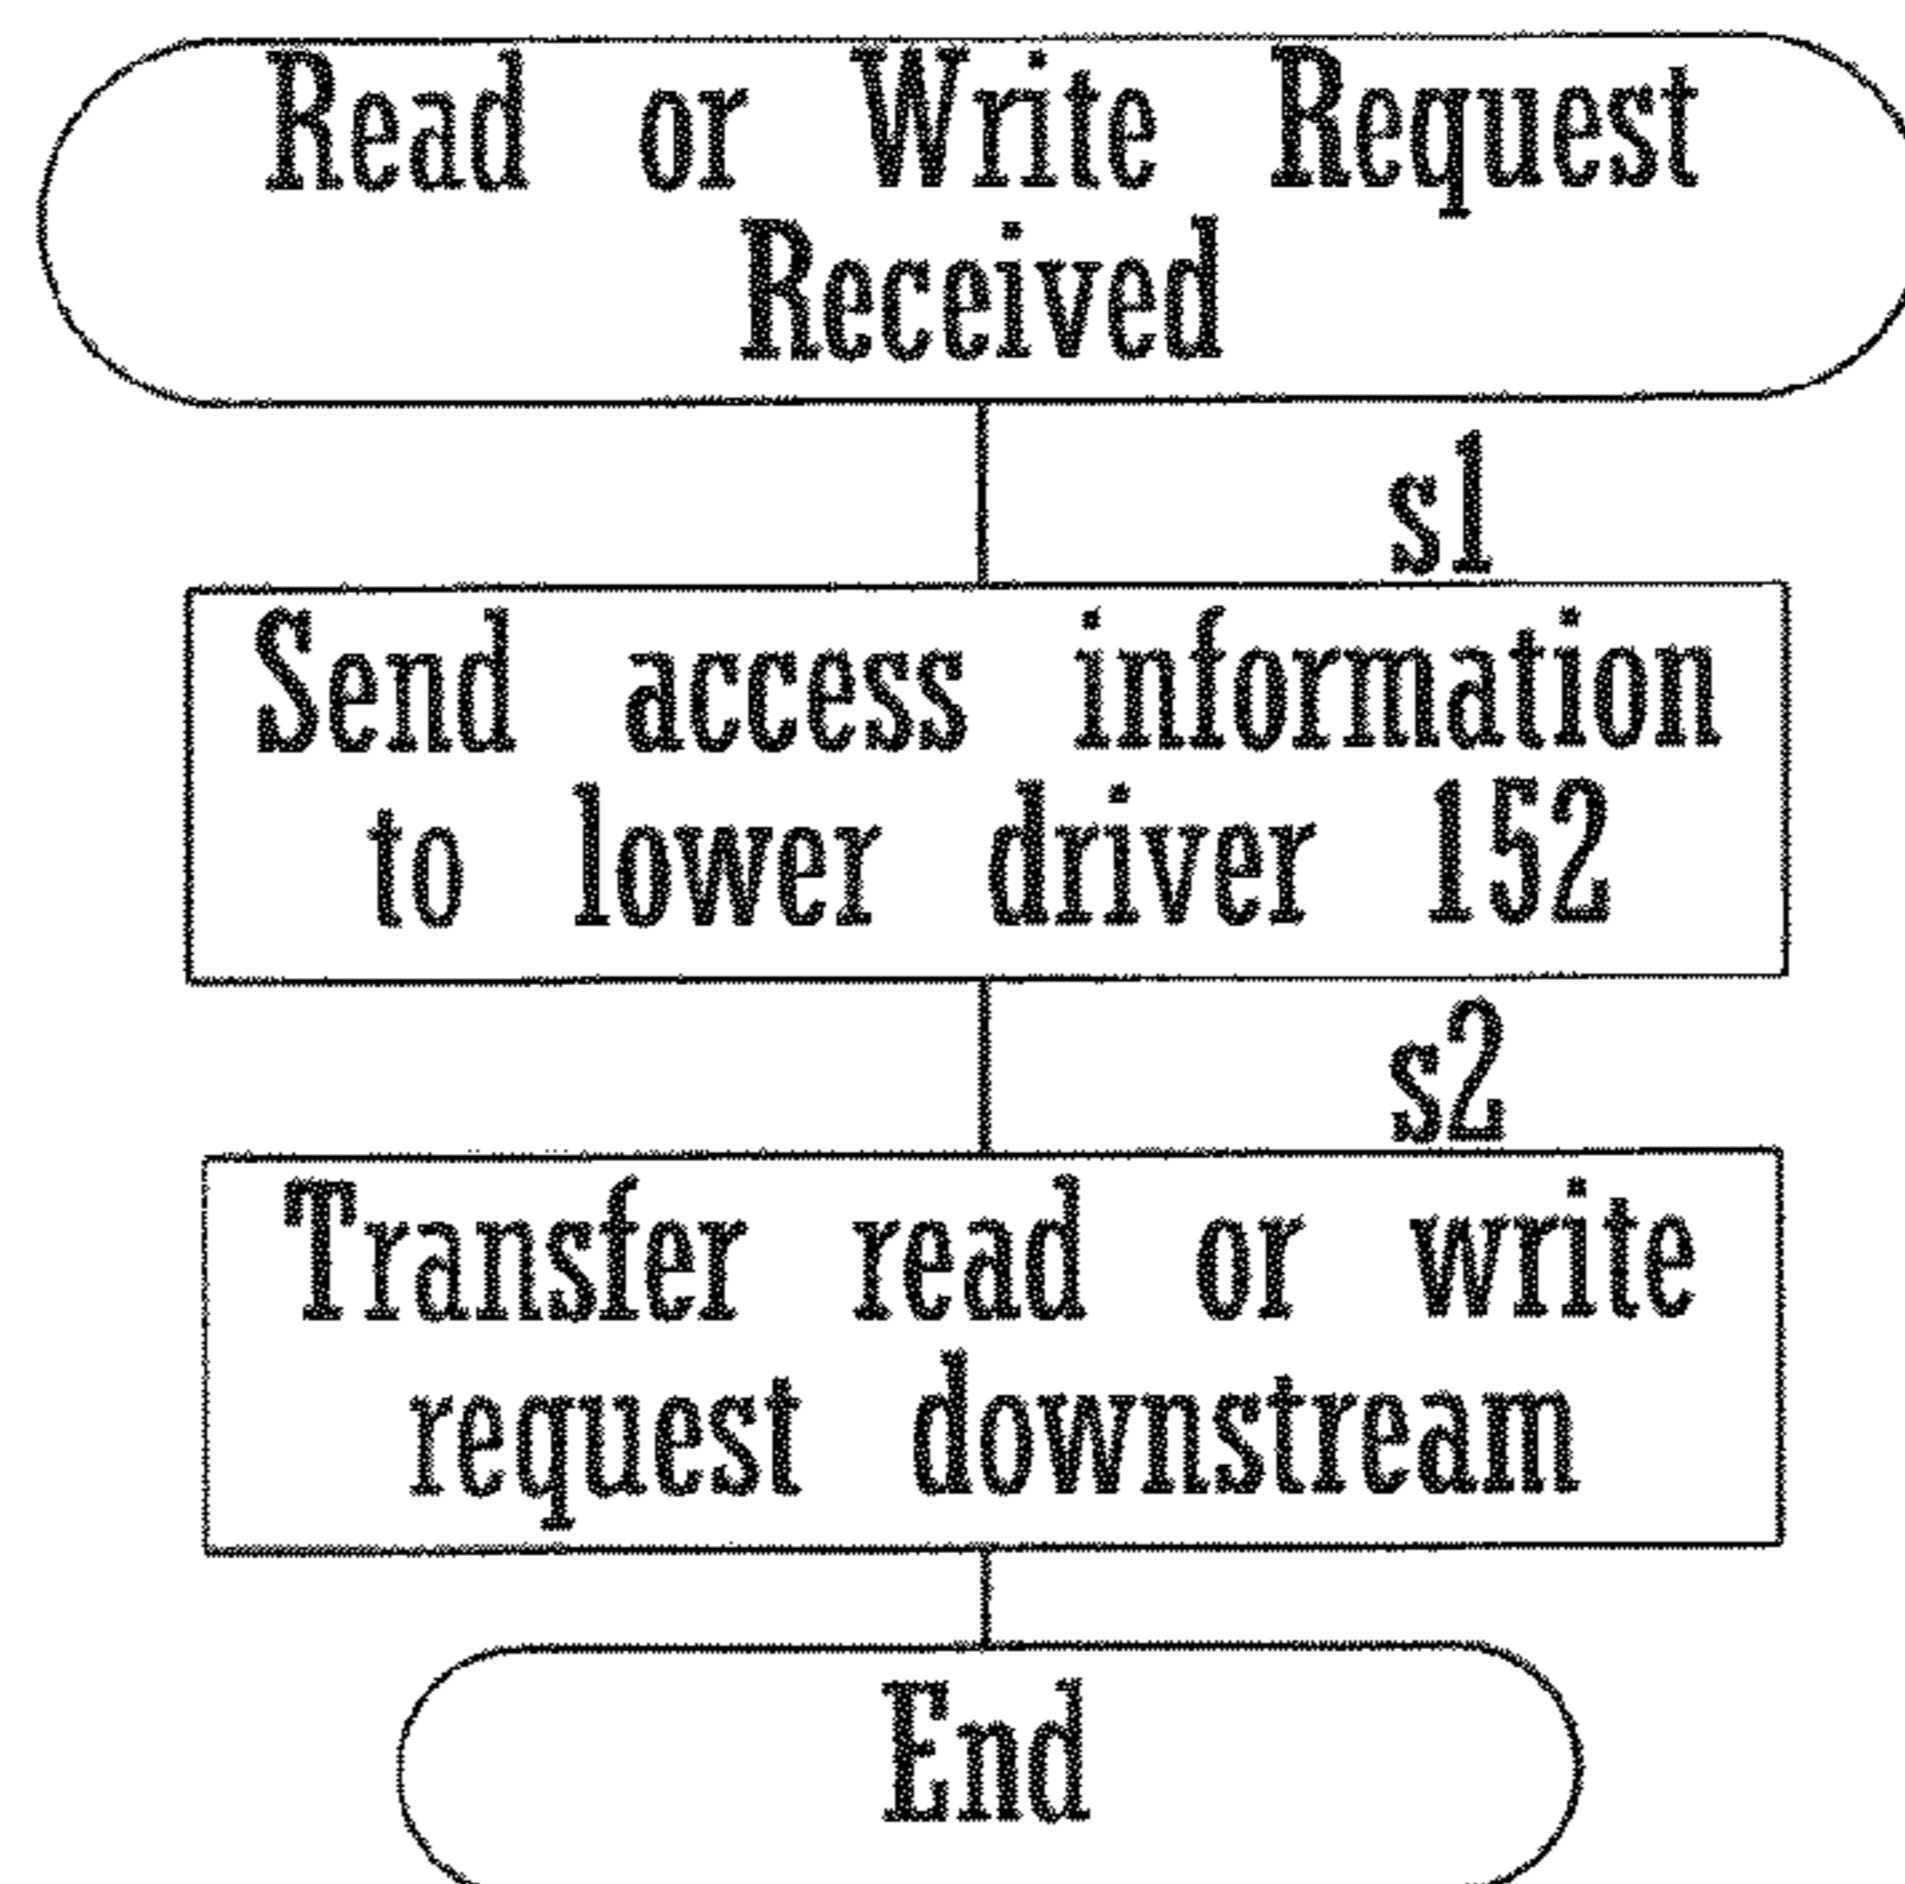 Read or Write Request
Received
s1
Send access information
to lower driver 152
s2
Transfer read or write
request downstream
End